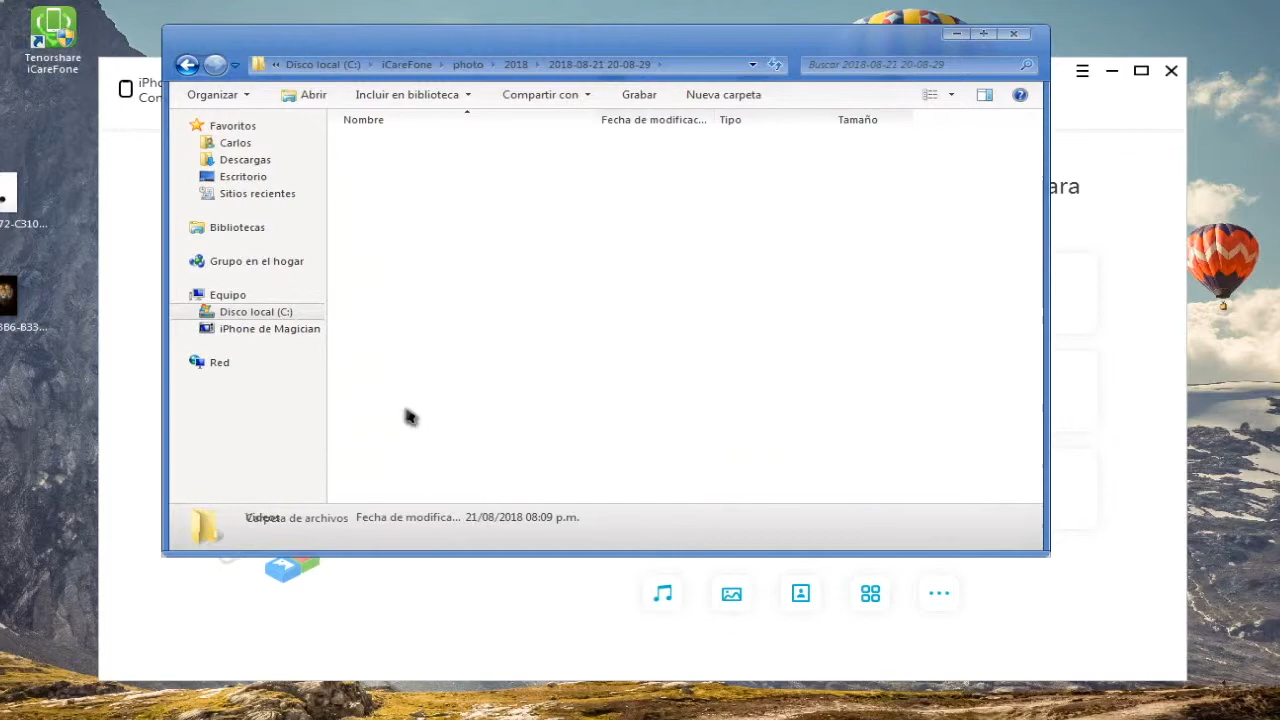 Tenorshare
iCareFone
Disco local (C:) iCareFone photo 2018 2018-08-21 20-08-29
Buscar 2018-08-21 20-08-29
Organizar Abrir Incluir en biblioteca Compartir con Grabar Nueva carpeta
Nombre Fecha de modificac... Tipo Tamaño
Favoritos
Carlos
Descargas
Escritorio
Sitios recientes
Bibliotecas
Grupo en el hogar
Equipo
Disco local (C:)
iPhone de Magician
Red
Carpeta de archivos Fecha de modifica... 21/08/2018 08:09 p.m.
iPho
Con
ara
72-C310...
3B6-B33...